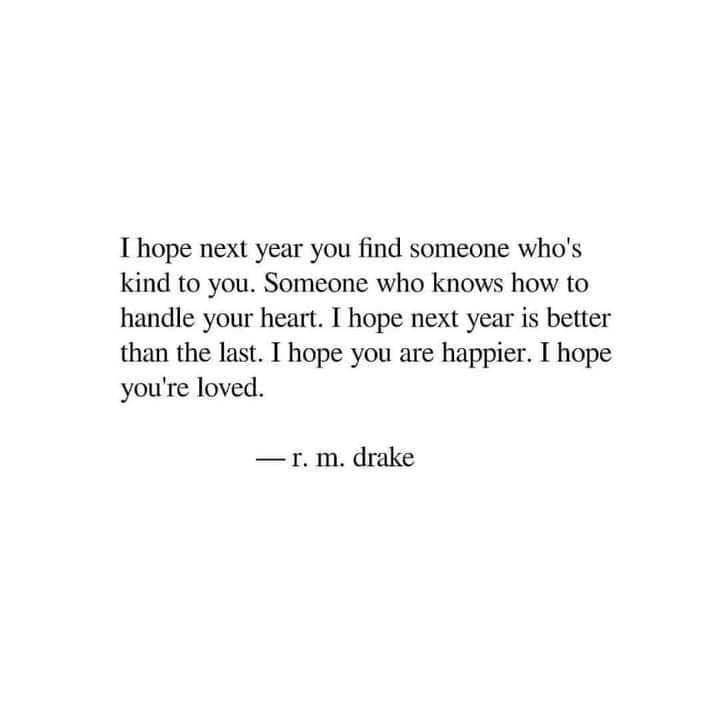 I hope next year you find someone who's
kind to you. Someone who knows how to
handle your heart. I hope next year is better
than the last. I hope you are happier. I hope
you're loved.
— r. m. drake